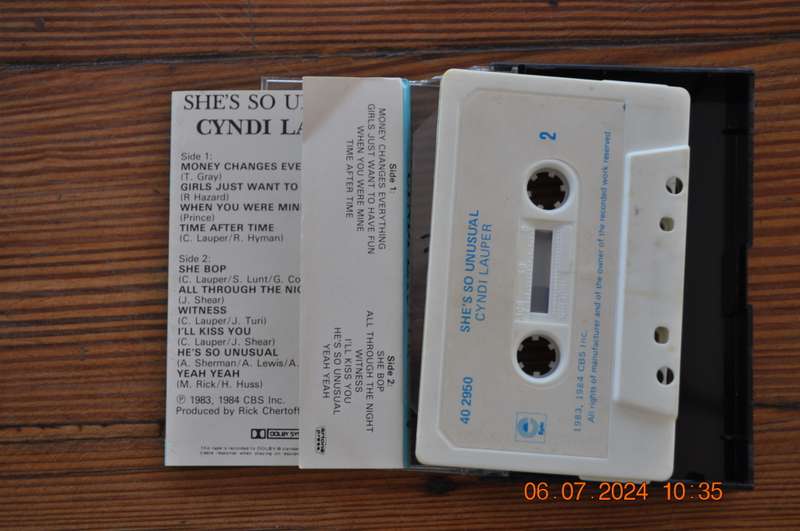 SHE'S SO U
CYNDI LA
Side 1:
MONEY CHANGES EVE
(T. Gray)
GIRLS JUST WANT TO
(R Hazard)
WHEN YOU WERE MINE
(Prince)
TIME AFTER TIME
(C. Lauper/R. Hyman)
Side 2:
SHE BOP
(C. Lauper/S. Lunt/G. Co
ALL THROUGH THE NIG
(J. Shear)
WITNESS
(C. Lauper/J. Turi)
I'LL KISS YOU
(C. Lauper/J. Shear)
HE'S SO UNUSUAL
(A. Sherman/A. Lewis/A.
YEAH YEAH
(M. Rick/H. Huss)
℗ 1983, 1984 CBS Inc.
Produced by Rick Chertoff
DOLBY SY
Side 1:
MONEY CHANGES EVERYTHING
GIRLS JUST WANT TO HAVE FUN
WHEN YOU WERE MINE
TIME AFTER TIME
Side 2:
SHE BOP
ALL THROUGH THE NIGHT
WITNESS
I'LL KISS YOU
HE'S SO UNUSUAL
YEAH YEAH
2
SHE'S SO UNUSUAL
CYNDI LAUPER
40 2950
Epic
1983, 1984 CBS Inc.
All rights of manufacturer and of the owner of the recorded work reserved
06.07.2024 10:35